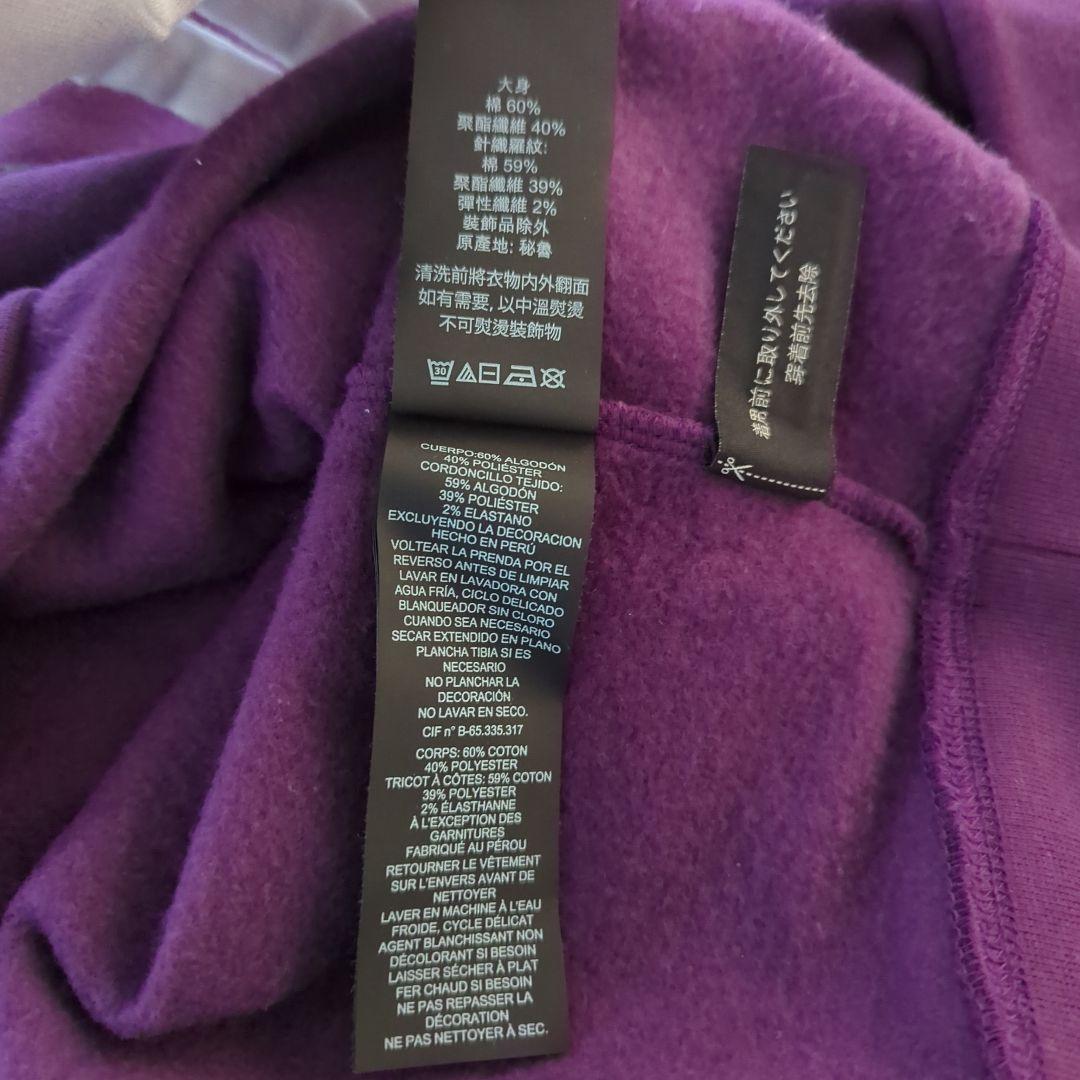 大身
棉 60%
聚酯纖維 40%
針織羅紋:
棉 59%
聚酯纖維 39%
彈性纖維 2%
裝飾品除外
原產地: 秘魯
清洗前將衣物内外翻面
如有需要, 以中溫熨燙
不可熨燙裝飾物
30
CUERPO:60% ALGODÓN
40% POLIÉSTER
CORDONCILLO TEJIDO:
59% ALGODÓN
39% POLIÉSTER
2% ELASTANO
EXCLUYENDO LA DECORACION
HECHO EN PERÚ
VOLTEAR LA PRENDA POR EL
REVERSO ANTES DE LIMPIAR
LAVAR EN LAVADORA CON
AGUA FRÍA, CICLO DELICADO
BLANQUEADOR SIN CLORO
CUANDO SEA NECESARIO
SECAR EXTENDIDO EN PLANO
PLANCHA TIBIA SI ES
NECESARIO
NO PLANCHAR LA
DECORACIÓN
NO LAVAR EN SECO.
CIF n° B-65.335.317
CORPS: 60% COTON
40% POLYESTER
TRICOT À CÔTES: 59% COTON
39% POLYESTER
2% ÉLASTHANNE
À L'EXCEPTION DES
GARNITURES
FABRIQUÉ AU PÉROU
RETOURNER LE VÊTEMENT
SUR L'ENVERS AVANT DE
NETTOYER
LAVER EN MACHINE À L'EAU
FROIDE, CYCLE DÉLICAT
AGENT BLANCHISSANT NON
DÉCOLORANT SI BESOIN
LAISSER SÉCHER À PLAT
FER CHAUD SI BESOIN
NE PAS REPASSER LA
DÉCORATION
NE PAS NETTOYER À SEC.
着用前に取り外してください
穿着前先去除